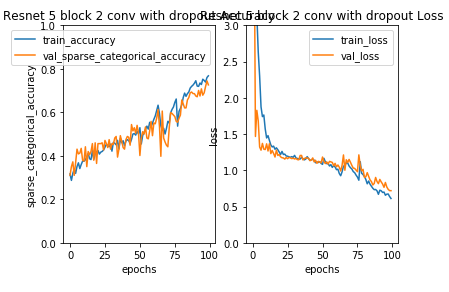 Resnet 5 block 2 conv with dropout Accuracy
1.0
0.8
0.6
0.4
0.2
0.0
sparse_categorical_accuracy
train_accuracy
val_sparse_categorical_accuracy
0 25 50 75 100
epochs
Resnet 5 block 2 conv with dropout Loss
3.0
2.5
2.0
1.5
1.0
0.5
0.0
loss
train_loss
val_loss
0 25 50 75 100
epochs